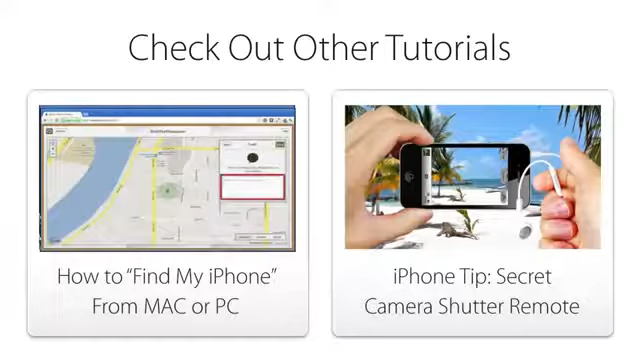 Check Out Other Tutorials
How to “Find My iPhone”
From MAC or PC
iPhone Tip: Secret
Camera Shutter Remote